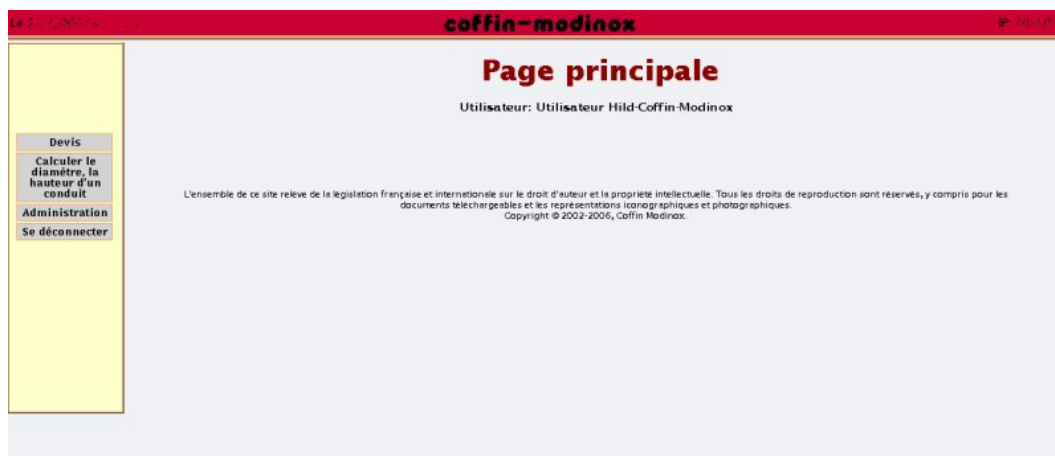 Le
coffin-modinox
IP:
Page principale
Utilisateur: Utilisateur Hild-Coffin-Modinox
Devis
Calculer le
diamétre, la
hauteur d'un
conduit
Administration
Se déconnecter
L'ensemble de ce site relève de la législation française et internationale sur le droit d'auteur et la propriété intellectuelle. Tous les droits de reproduction sont réservés, y compris pour les
documents téléchargeables et les représentations iconographiques et photographiques.
Copyright © 2002-2006, Coffin Modinox.